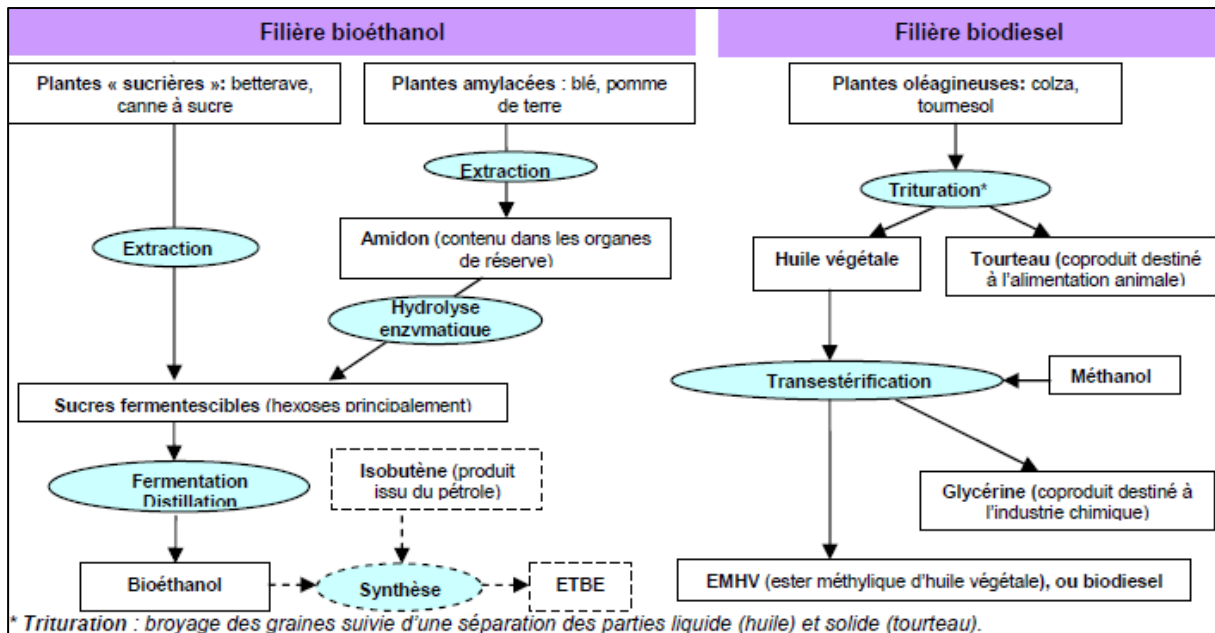 Filière bioéthanol
Plantes « sucrières »: betterave,
canne à sucre
Plantes amylacées : blé, pomme
de terre
Extraction
Extraction
Amidon (contenu dans les organes
de réserve)
Hydrolyse
enzymatique
Sucres fermentescibles (hexoses principalement)
Fermentation
Distillation
Isobutène (produit
issu du pétrole)
Bioéthanol
Synthèse
ETBE
Filière biodiesel
Plantes oléagineuses: colza,
tournesol
Trituration*
Huile végétale
Tourteau (coproduit destiné
à l'alimentation animale)
Transestérification
Méthanol
Glycérine (coproduit destiné à
l'industrie chimique)
EMHV (ester méthylique d'huile végétale), ou biodiesel
* Trituration : broyage des graines suivie d'une séparation des parties liquide (huile) et solide (tourteau).